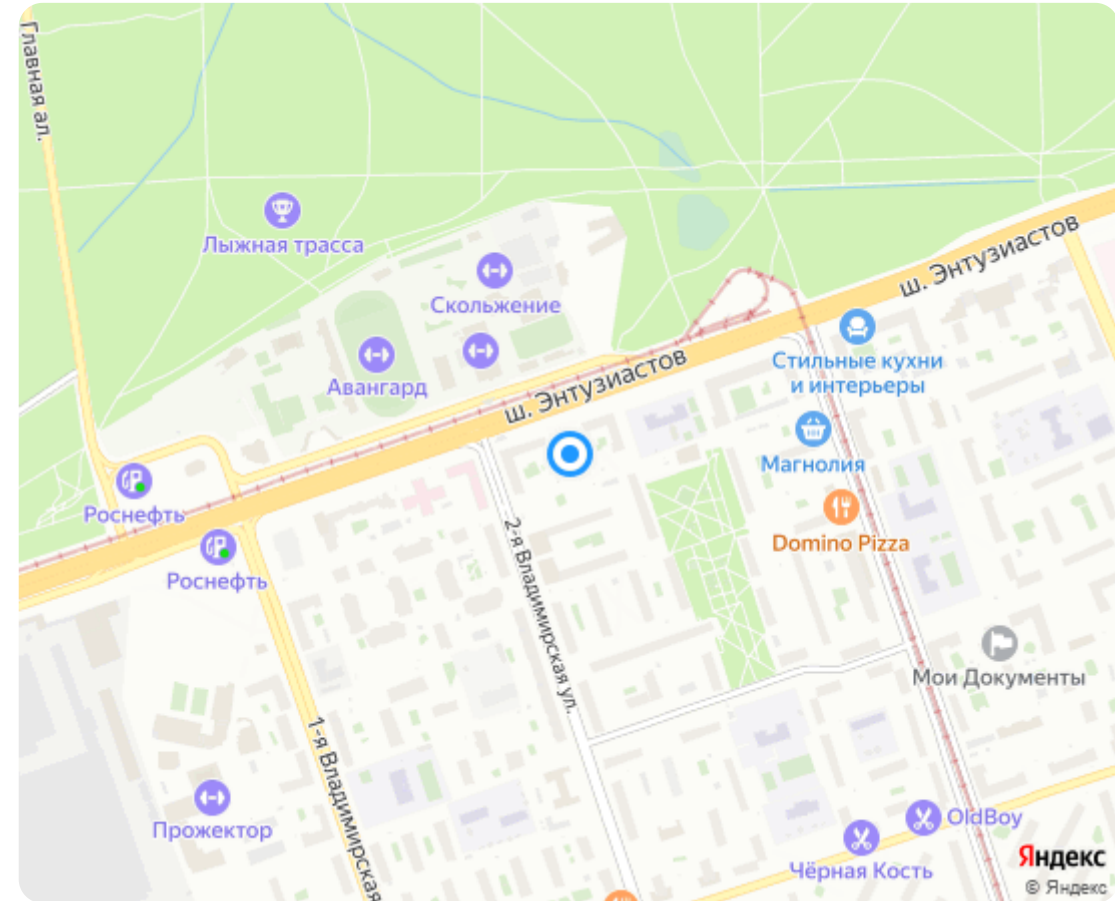 Главная ал.
Лыжная трасса
Скольжение
Авангард
ш. Энтузиастов
ш. Энтузиастов
Стильные кухни
и интерьеры
Магнолия
Domino Pizza
Роснефть
Роснефть
2-я Владимирская ул.
Мои Документы
1-я Владимирская
Прожектор
OldBoy
Чёрная Кость
Яндекс
© Яндекс